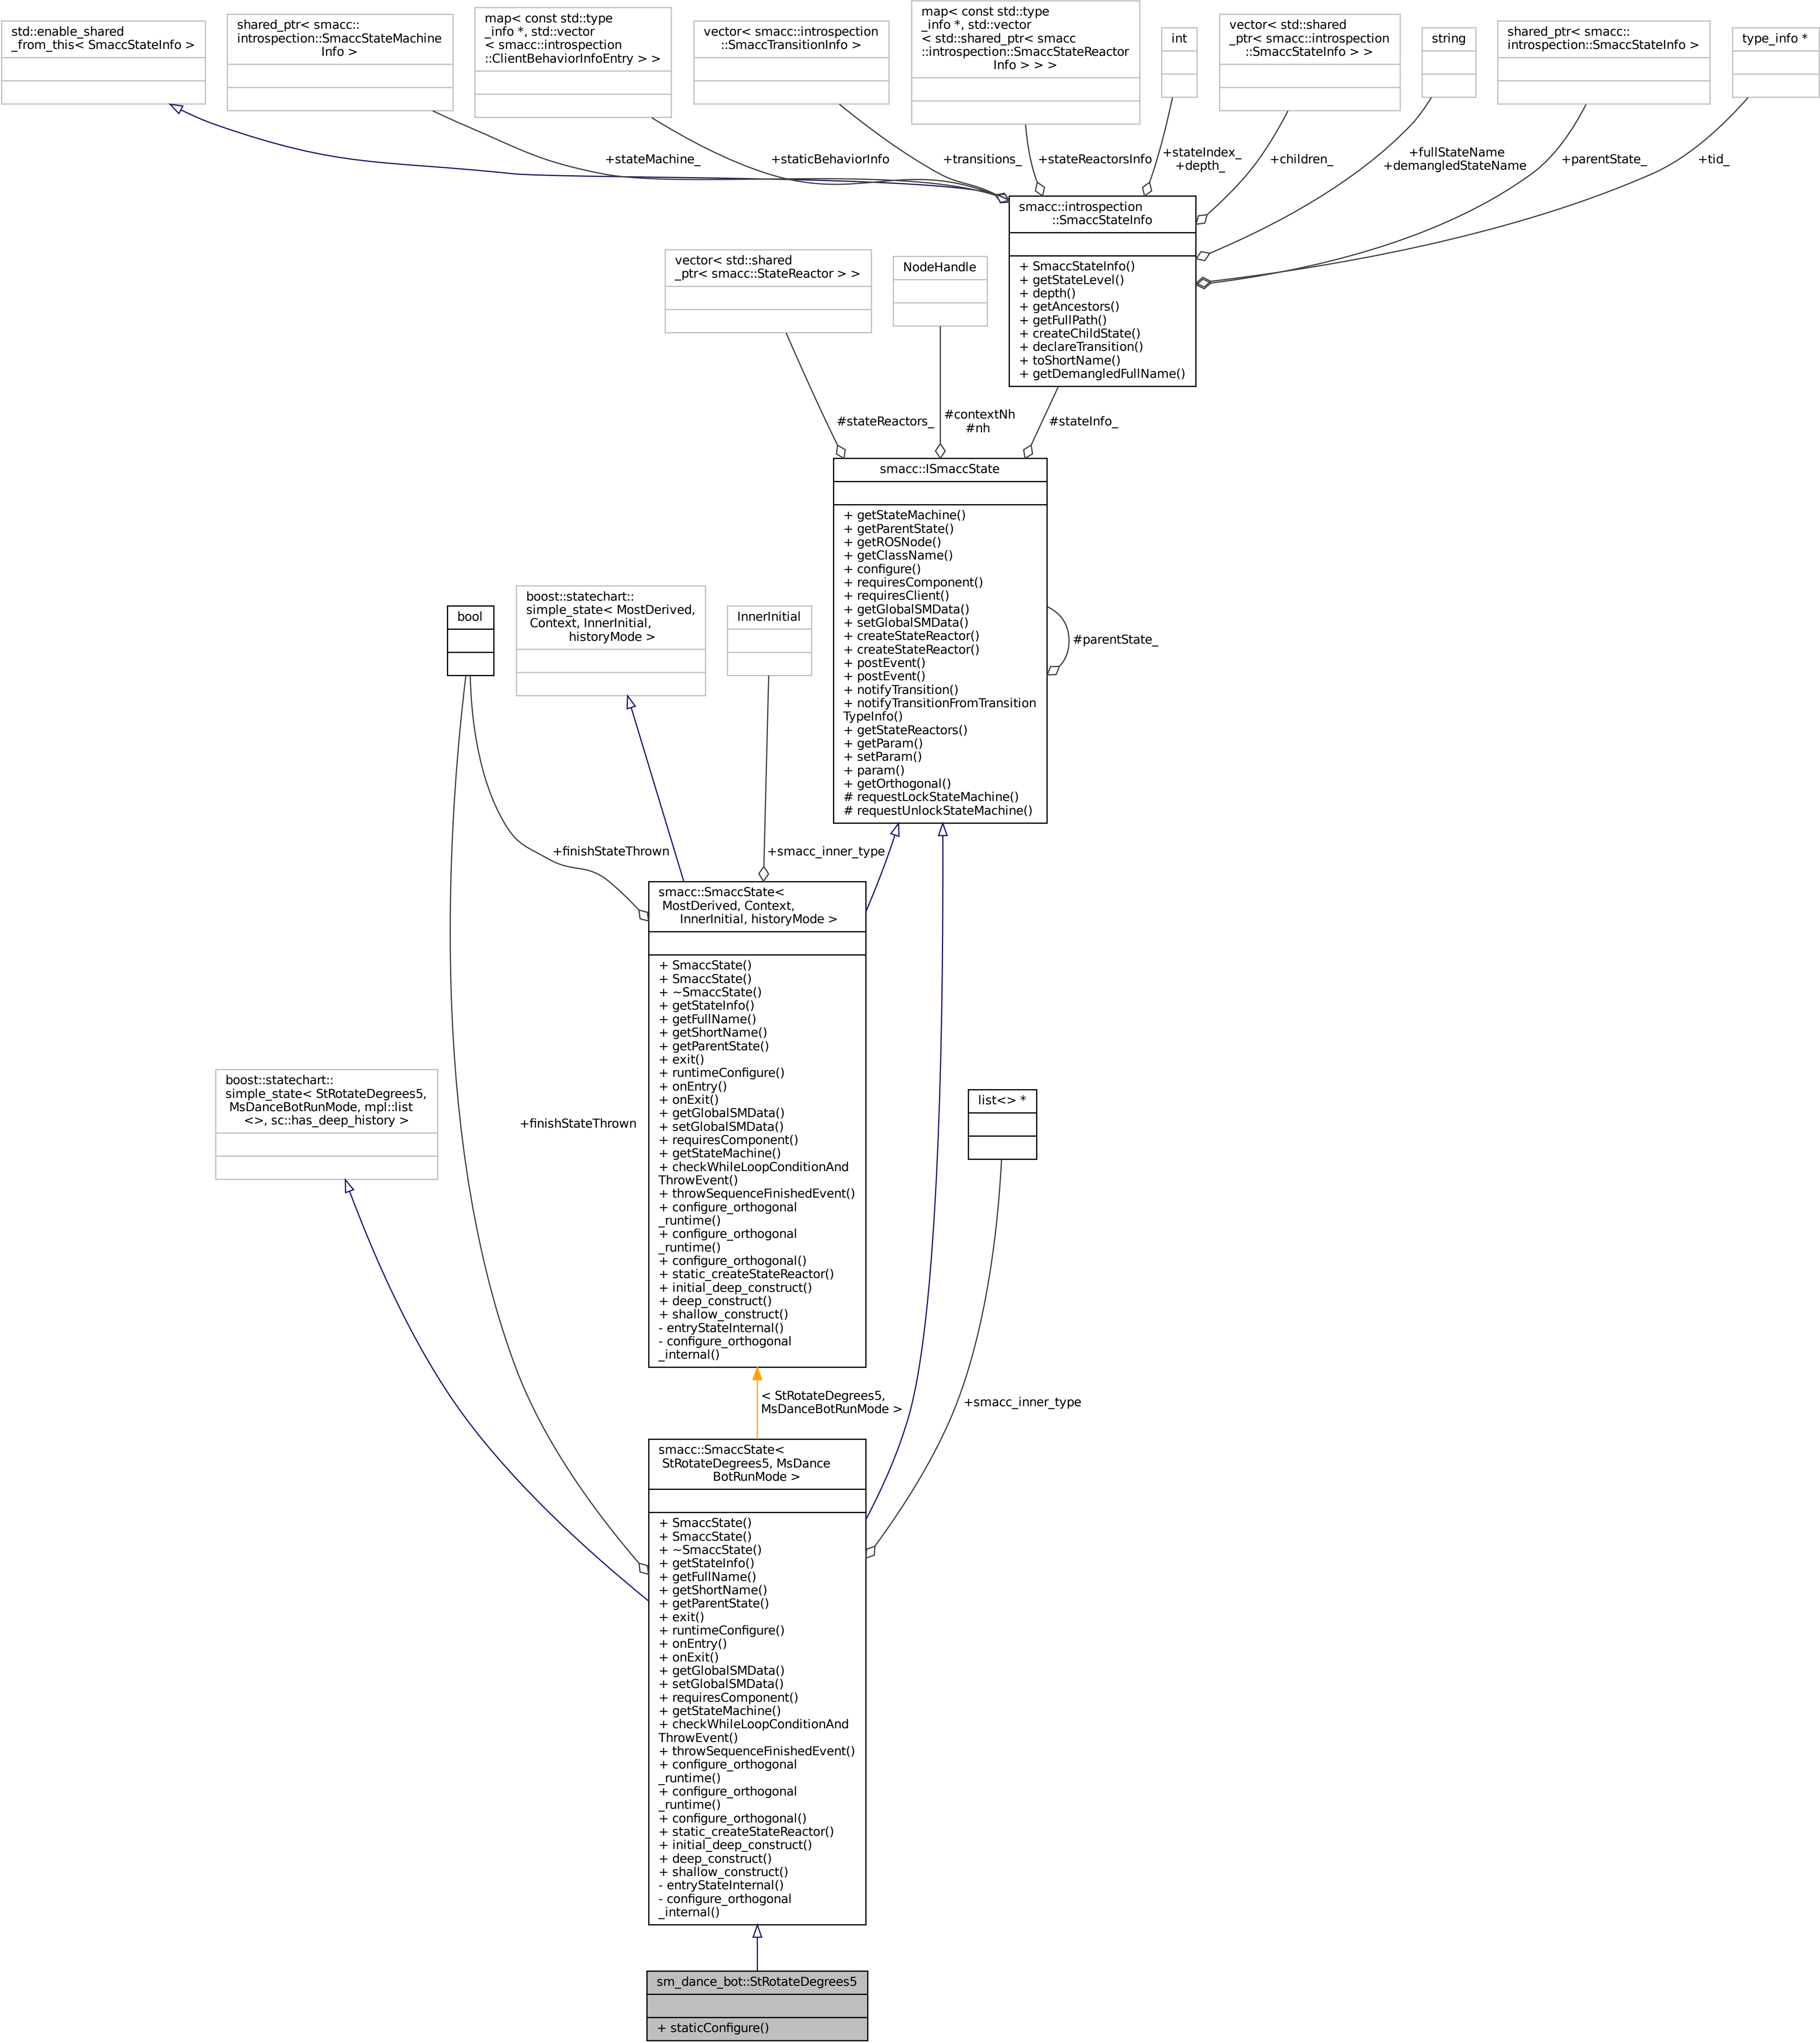 std::enable_shared
_from_this< SmaccStateInfo >
shared_ptr< smacc::
introspection::SmaccStateMachine
Info >
map< const std::type
_info *, std::vector
< smacc::introspection
::ClientBehaviorInfoEntry > >
vector< smacc::introspection
::SmaccTransitionInfo >
map< const std::type
_info *, std::vector
< std::shared_ptr< smacc
::introspection::SmaccStateReactor
Info > > >
int
vector< std::shared
_ptr< smacc::introspection
::SmaccStateInfo > >
string
shared_ptr< smacc::
introspection::SmaccStateInfo >
type_info *
+stateMachine_
+staticBehaviorInfo
+transitions_
+stateReactorsInfo
+stateIndex_
+depth_
+children_
+fullStateName
+demangledStateName
+parentState_
+tid_
smacc::introspection
::SmaccStateInfo
+ SmaccStateInfo()
+ getStateLevel()
+ depth()
+ getAncestors()
+ getFullPath()
+ createChildState()
+ declareTransition()
+ toShortName()
+ getDemangledFullName()
vector< std::shared
_ptr< smacc::StateReactor > >
NodeHandle
#stateReactors_
#contextNh
#nh
#stateInfo_
smacc::ISmaccState
+ getStateMachine()
+ getParentState()
+ getROSNode()
+ getClassName()
+ configure()
+ requiresComponent()
+ requiresClient()
+ getGlobalSMData()
+ setGlobalSMData()
+ createStateReactor()
+ createStateReactor()
+ postEvent()
+ postEvent()
+ notifyTransition()
+ notifyTransitionFromTransition
TypeInfo()
+ getStateReactors()
+ getParam()
+ setParam()
+ param()
+ getOrthogonal()
# requestLockStateMachine()
# requestUnlockStateMachine()
#parentState_
bool
boost::statechart::
simple_state< MostDerived,
Context, InnerInitial,
historyMode >
InnerInitial
+finishStateThrown
+smacc_inner_type
smacc::SmaccState<
MostDerived, Context,
InnerInitial, historyMode >
+ SmaccState()
+ SmaccState()
+ ~SmaccState()
+ getStateInfo()
+ getFullName()
+ getShortName()
+ getParentState()
+ exit()
+ runtimeConfigure()
+ onEntry()
+ onExit()
+ getGlobalSMData()
+ setGlobalSMData()
+ requiresComponent()
+ getStateMachine()
+ checkWhileLoopConditionAnd
ThrowEvent()
+ throwSequenceFinishedEvent()
+ configure_orthogonal
_runtime()
+ configure_orthogonal
_runtime()
+ configure_orthogonal()
+ static_createStateReactor()
+ initial_deep_construct()
+ deep_construct()
+ shallow_construct()
- entryStateInternal()
- configure_orthogonal
_internal()
boost::statechart::
simple_state< StRotateDegrees5,
MsDanceBotRunMode, mpl::list
<>, sc::has_deep_history >
+finishStateThrown
list<> *
< StRotateDegrees5,
MsDanceBotRunMode >
+smacc_inner_type
smacc::SmaccState<
StRotateDegrees5, MsDance
BotRunMode >
+ SmaccState()
+ SmaccState()
+ ~SmaccState()
+ getStateInfo()
+ getFullName()
+ getShortName()
+ getParentState()
+ exit()
+ runtimeConfigure()
+ onEntry()
+ onExit()
+ getGlobalSMData()
+ setGlobalSMData()
+ requiresComponent()
+ getStateMachine()
+ checkWhileLoopConditionAnd
ThrowEvent()
+ throwSequenceFinishedEvent()
+ configure_orthogonal
_runtime()
+ configure_orthogonal
_runtime()
+ configure_orthogonal()
+ static_createStateReactor()
+ initial_deep_construct()
+ deep_construct()
+ shallow_construct()
- entryStateInternal()
- configure_orthogonal
_internal()
sm_dance_bot::StRotateDegrees5
+ staticConfigure()